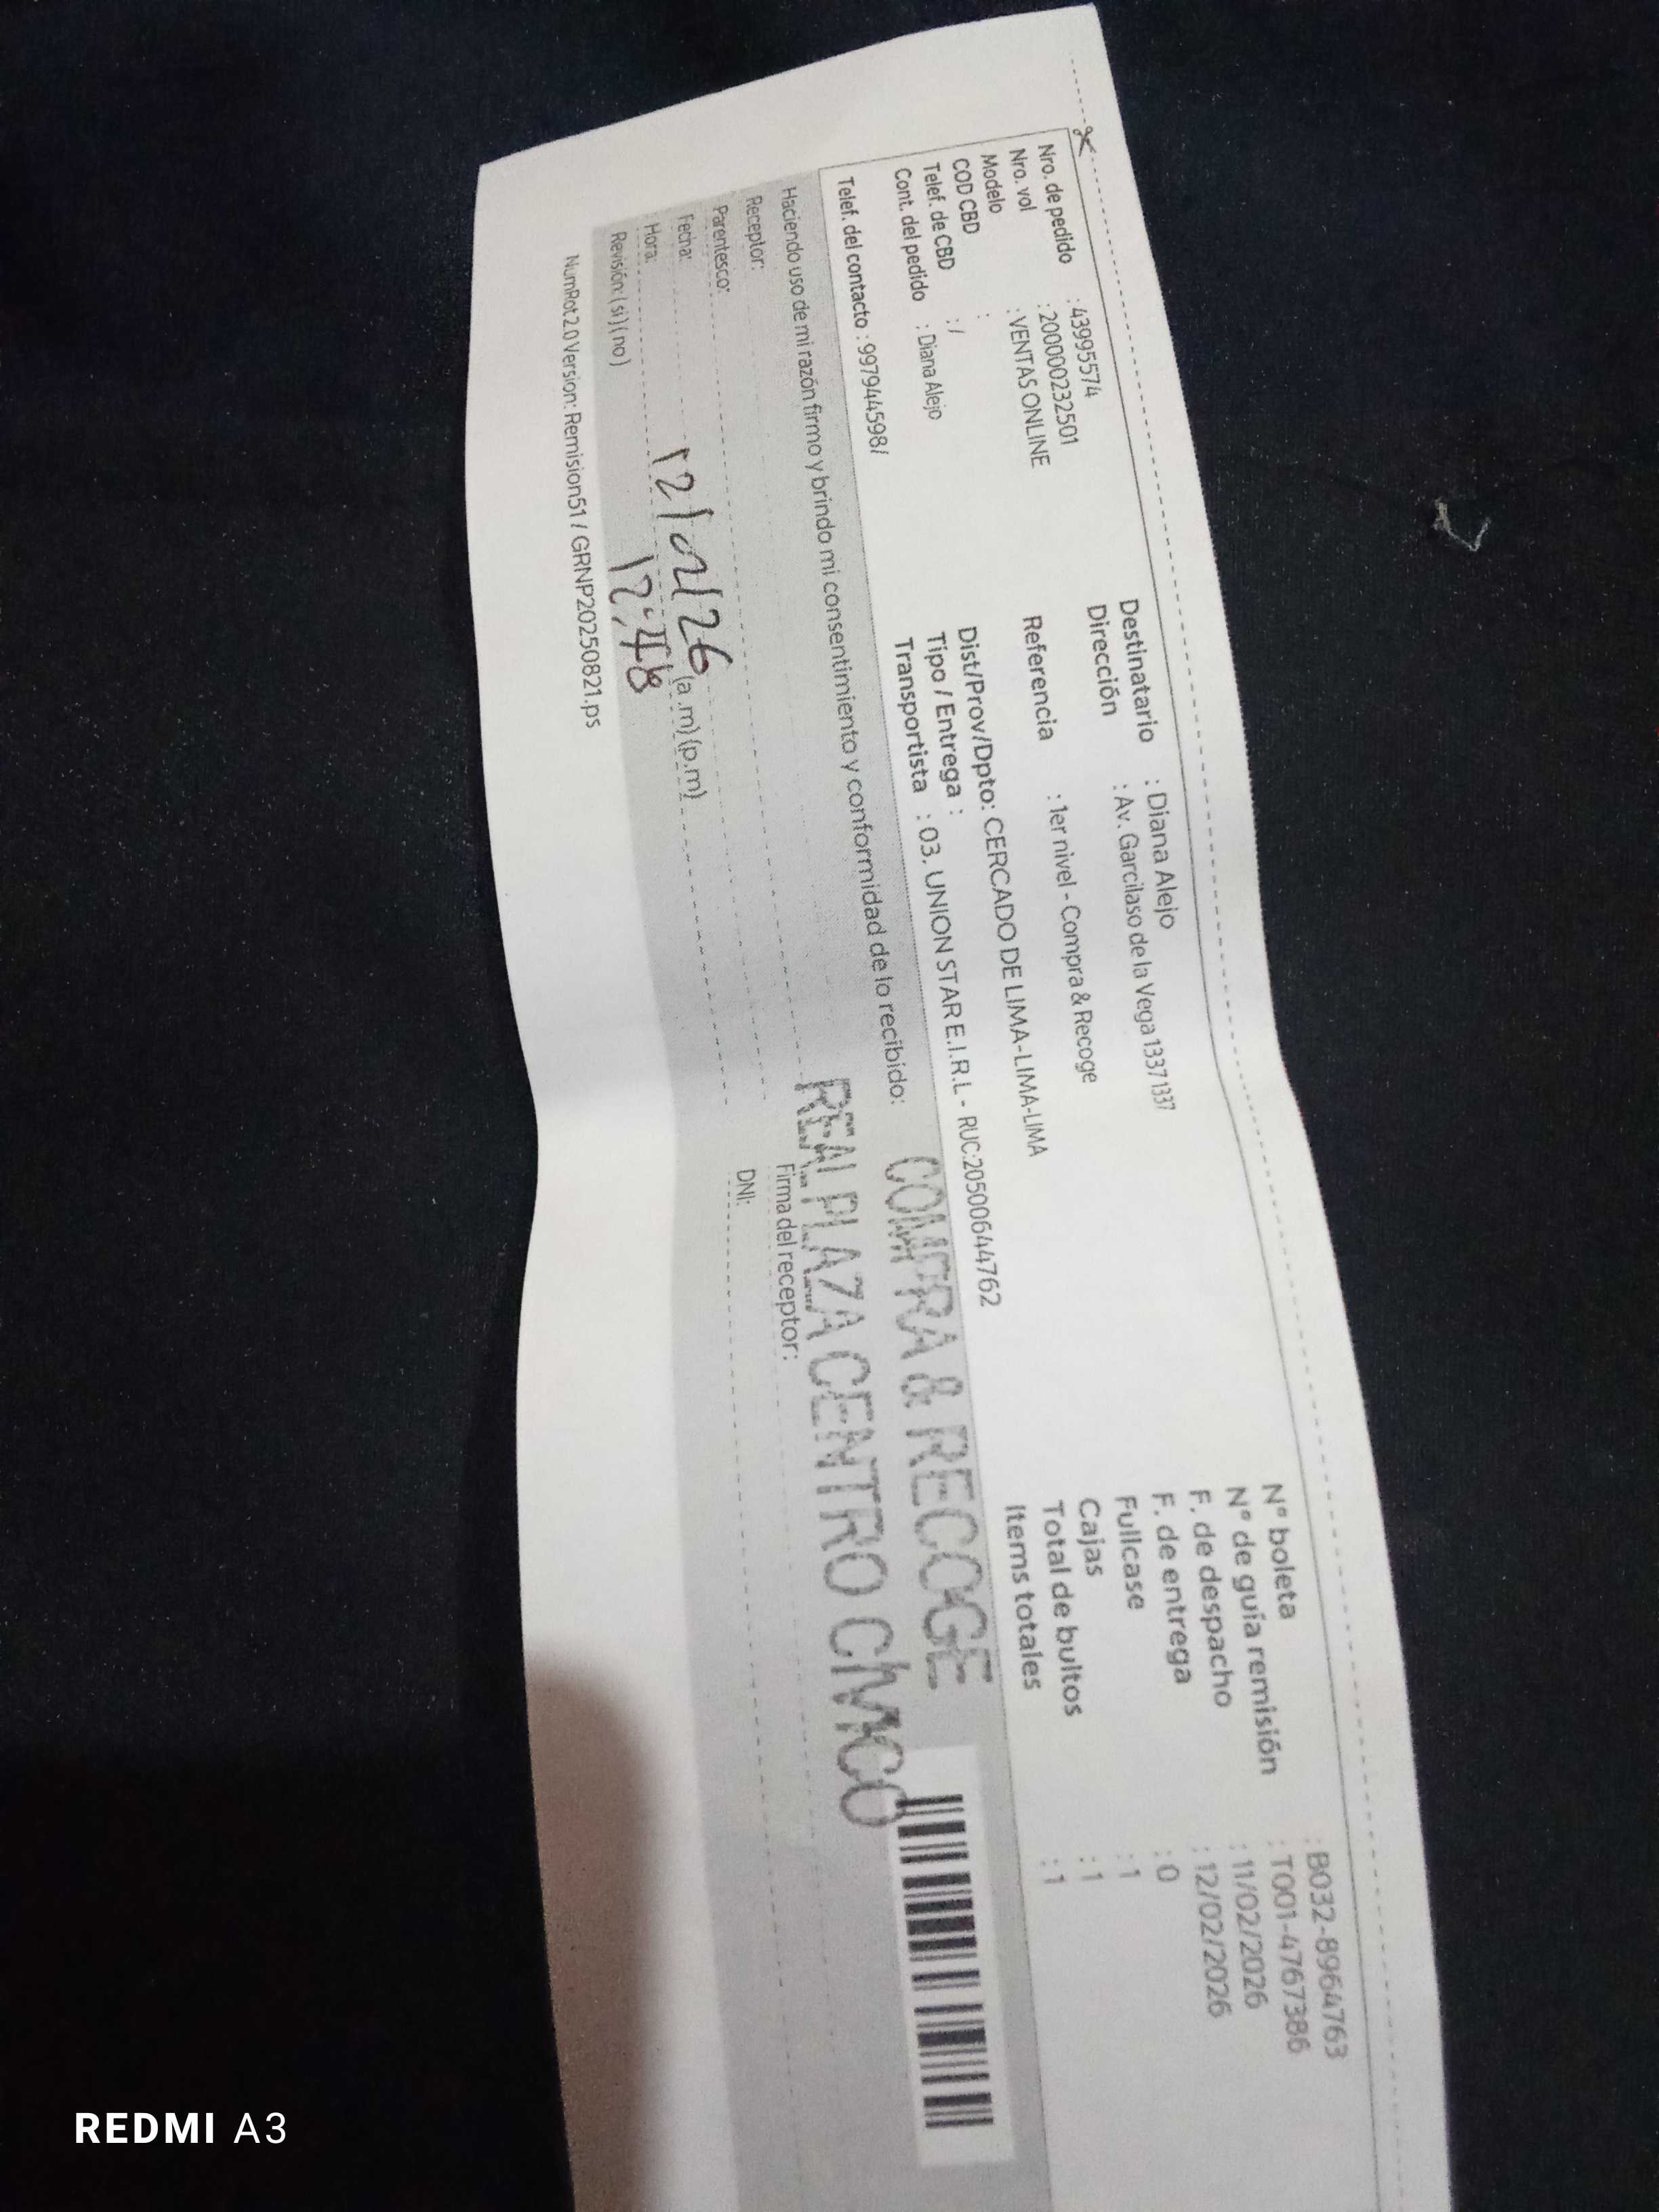 Nro. de pedido : 43995574
Nro. vol : 200000232501
Modelo : VENTAS ONLINE
COD CBD :
Telef. de CBD : /
Cont. del pedido : Diana Alejo
Telef. del contacto : 997944598/
Destinatario : Diana Alejo
Dirección : Av. Garcilaso de la Vega 1337 1337
Referencia : 1er nivel - Compra & Recoge
Dist/Prov/Dpto: CERCADO DE LIMA-LIMA-LIMA
Tipo / Entrega :
Transportista : 03. UNION STAR E.I.R.L - RUC:20500644762
Nº boleta : B032-8964763
Nº de guía remisión : T001-4767386
F. de despacho : 11/02/2026
F. de entrega : 12/02/2026
Fullcase : 0
Cajas : 1
Total de bultos : 1
Items totales : 1
Haciendo uso de mi razón firmo y brindo mi consentimiento y conformidad de lo recibido:
COMPRA & RECOGE
REAL PLAZA CENTRO CIVICO
Receptor:
Firma del receptor:
Parentesco:
DNI:
Fecha: 12/02/26
Hora: 12:48 (a.m) (p.m)
Revisión: ( si ) ( no )
NumRot2.0 Version: Remision51 / GRNP20250821.ps
REDMI A3